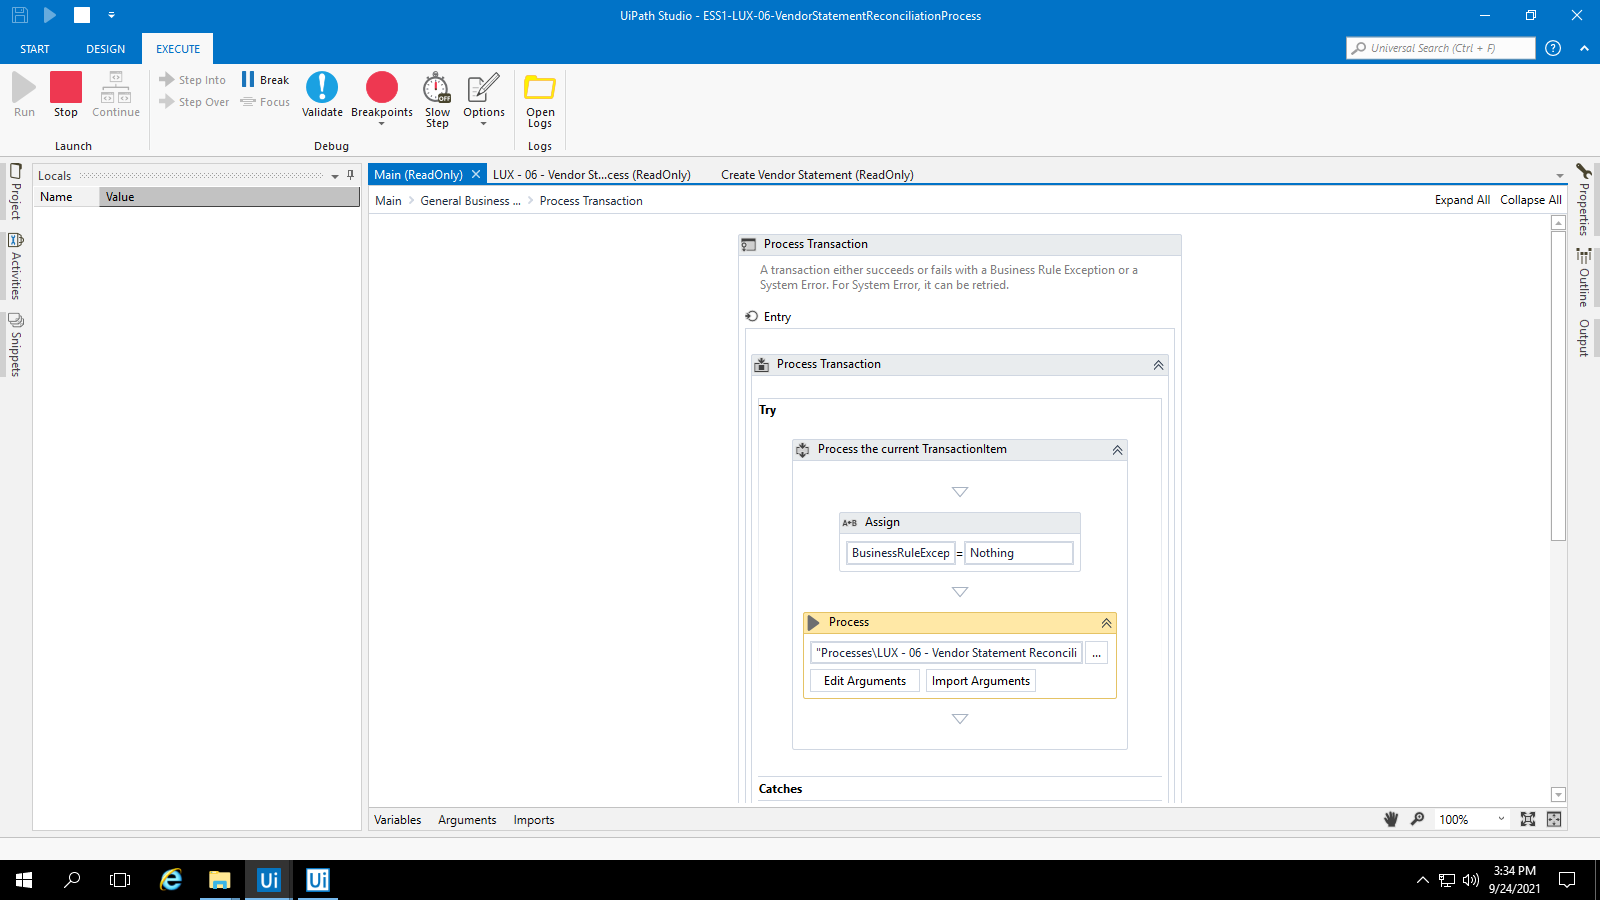 UiPath Studio - ESS1-LUX-06-VendorStatementReconciliationProcess
START DESIGN EXECUTE
Universal Search (Ctrl + F)
Run Stop Continue
Step Into
Step Over
Break
Focus
Validate
Breakpoints
Slow
Step
Options
Open
Logs
Launch Debug Logs
Project
Activities
Snippets
Locals
Name Value
Main (ReadOnly) LUX - 06 - Vendor St...cess (ReadOnly) Create Vendor Statement (ReadOnly)
Main General Business ... Process Transaction
Expand All Collapse All
Process Transaction
A transaction either succeeds or fails with a Business Rule Exception or a
System Error. For System Error, it can be retried.
Entry
Process Transaction
Try
Process the current TransactionItem
A+B Assign
BusinessRuleExcep = Nothing
Process
"Processes\LUX - 06 - Vendor Statement Reconcili ...
Edit Arguments Import Arguments
Catches
Properties
Outline
Output
Variables Arguments Imports
100%
Ui Ui
3:34 PM
9/24/2021